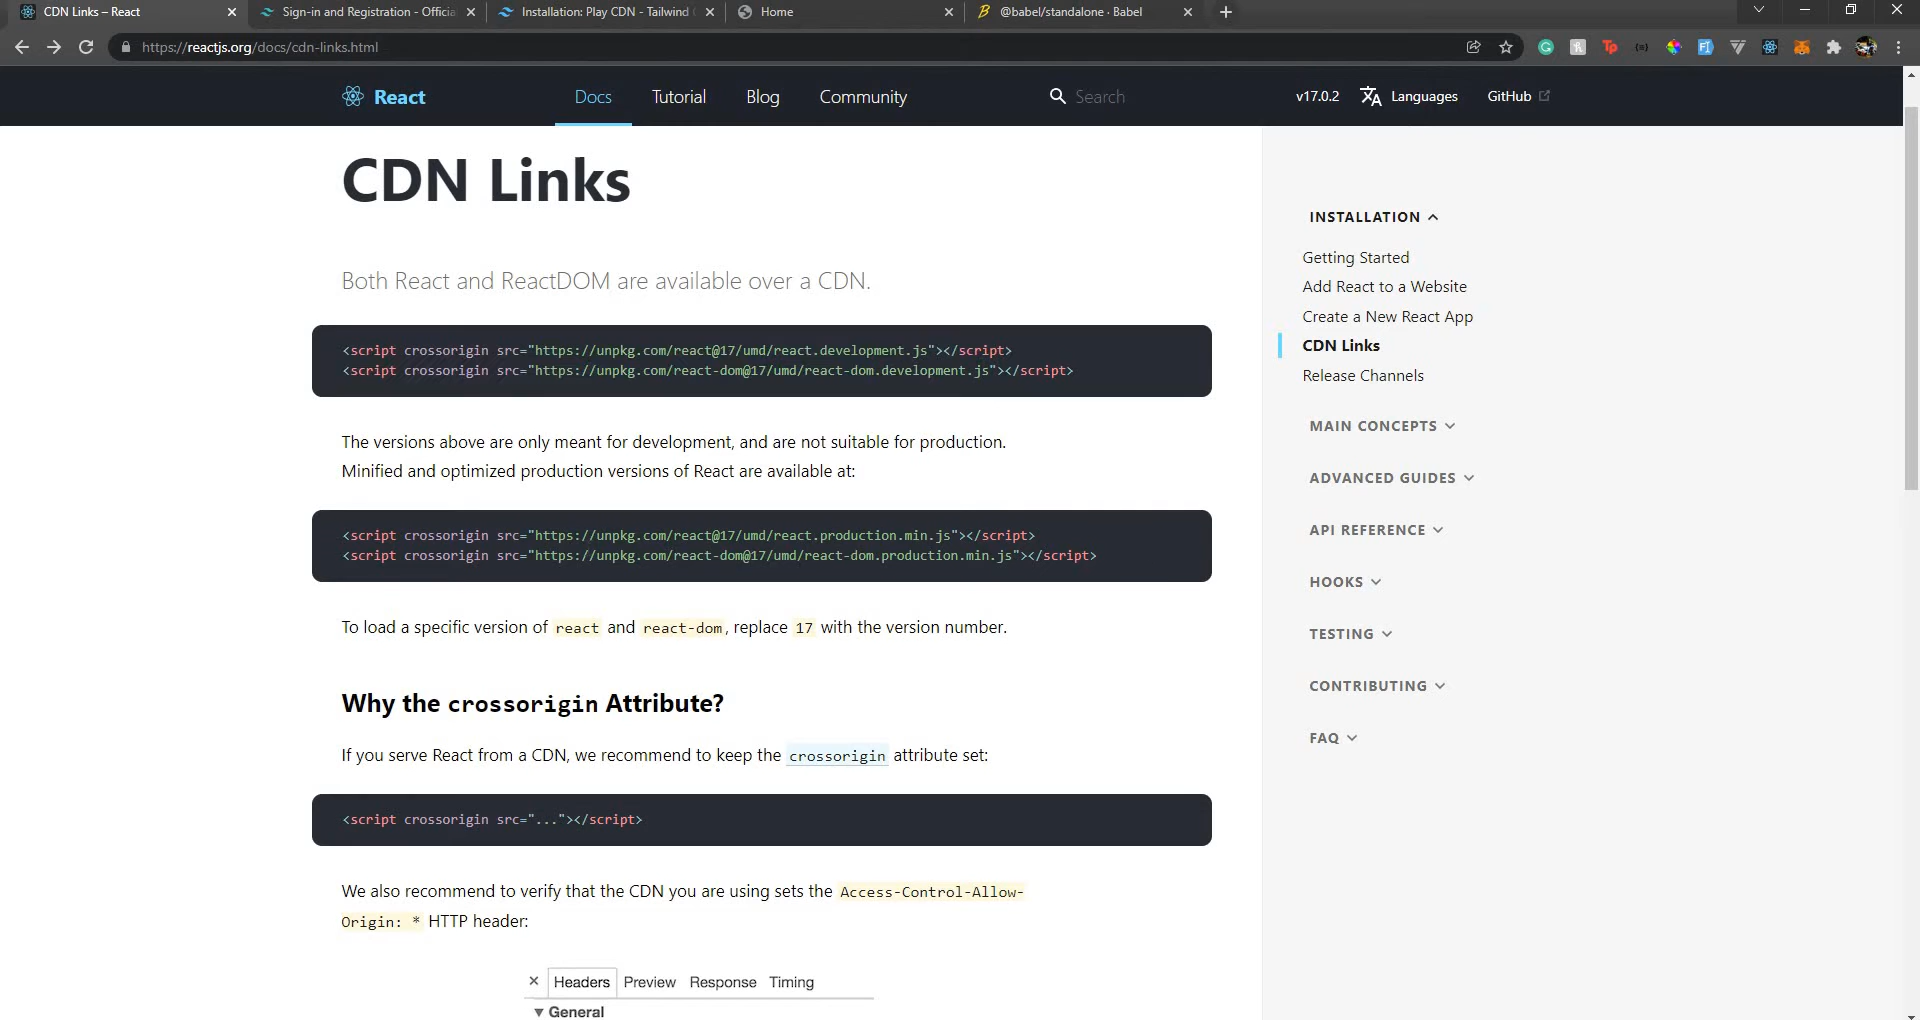 CDN Links – React
Sign-in and Registration - Officia
Installation: Play CDN - Tailwind
Home
@babel/standalone · Babel
https://reactjs.org/docs/cdn-links.html
React
Docs
Tutorial
Blog
Community
Search
v17.0.2
Languages
GitHub
CDN Links
Both React and ReactDOM are available over a CDN.
<script crossorigin src="https://unpkg.com/react@17/umd/react.development.js"></script>
<script crossorigin src="https://unpkg.com/react-dom@17/umd/react-dom.development.js"></script>
The versions above are only meant for development, and are not suitable for production.
Minified and optimized production versions of React are available at:
<script crossorigin src="https://unpkg.com/react@17/umd/react.production.min.js"></script>
<script crossorigin src="https://unpkg.com/react-dom@17/umd/react-dom.production.min.js"></script>
To load a specific version of react and react-dom, replace 17 with the version number.
Why the crossorigin Attribute?
If you serve React from a CDN, we recommend to keep the crossorigin attribute set:
<script crossorigin src="..."></script>
We also recommend to verify that the CDN you are using sets the Access-Control-Allow-
Origin: * HTTP header:
Headers Preview Response Timing
▼ General
INSTALLATION
Getting Started
Add React to a Website
Create a New React App
CDN Links
Release Channels
MAIN CONCEPTS
ADVANCED GUIDES
API REFERENCE
HOOKS
TESTING
CONTRIBUTING
FAQ